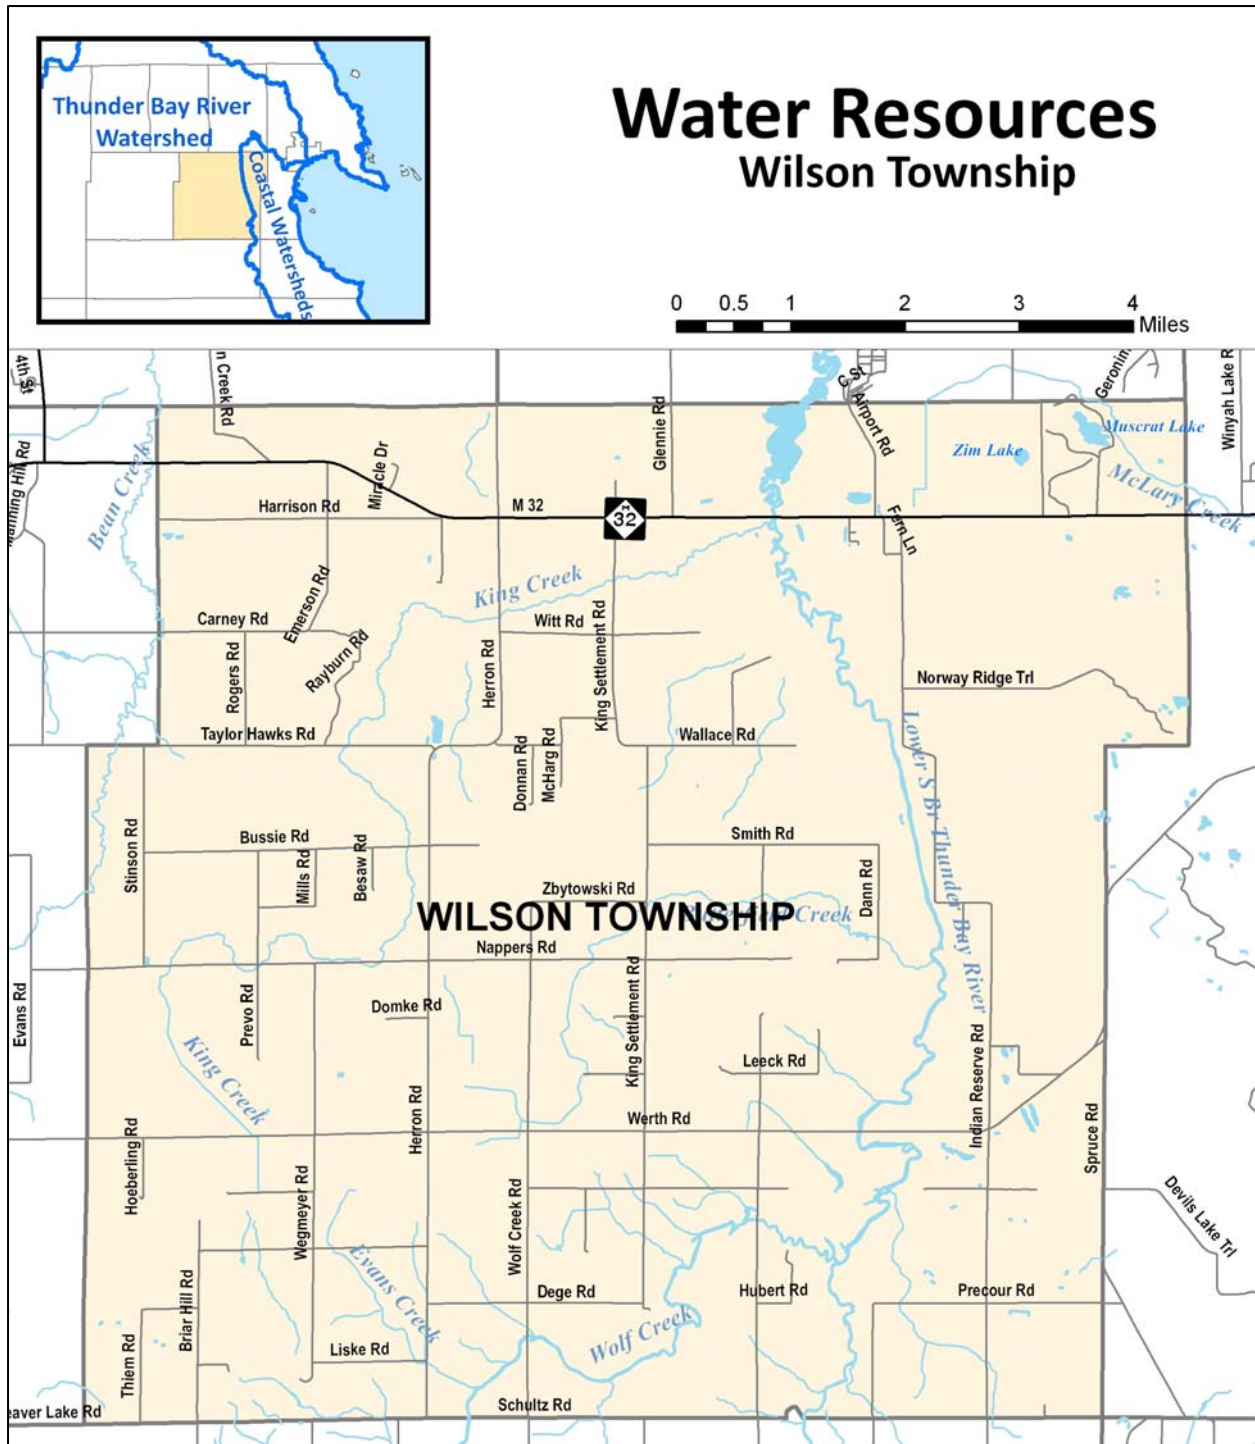 Thunder Bay River
Watershed
Coastal Watersheds
Water Resources
Wilson Township
0 0.5 1 2 3 4
Miles
4th St
n Creek Rd
Glennie Rd
C St
Airport Rd
Geronim
Winyah Lake R
Muscrat Lake
Zim Lake
McLary Creek
Manning Hill Rd
Bean Creek
Miracle Dr
Harrison Rd
M 32
M
32
Fern Ln
King Creek
Carney Rd
Emerson Rd
Witt Rd
Rogers Rd
Rayburn Rd
Herron Rd
King Settlement Rd
Norway Ridge Trl
Taylor Hawks Rd
Wallace Rd
Donnan Rd
McHarg Rd
Lower S Br Thunder Bay River
Stinson Rd
Bussie Rd
Mills Rd
Besaw Rd
Smith Rd
Zbytowski Rd
Dann Rd
WILSON TOWNSHIP
Creek
Nappers Rd
Evans Rd
Prevo Rd
Domke Rd
King Settlement Rd
Leeck Rd
Indian Reserve Rd
King Creek
Herron Rd
Werth Rd
Spruce Rd
Hoeberling Rd
Wegmeyer Rd
Wolf Creek Rd
Devils Lake Trl
Evans Creek
Briar Hill Rd
Dege Rd
Hubert Rd
Precour Rd
Wolf Creek
Thiem Rd
Liske Rd
eaver Lake Rd
Schultz Rd